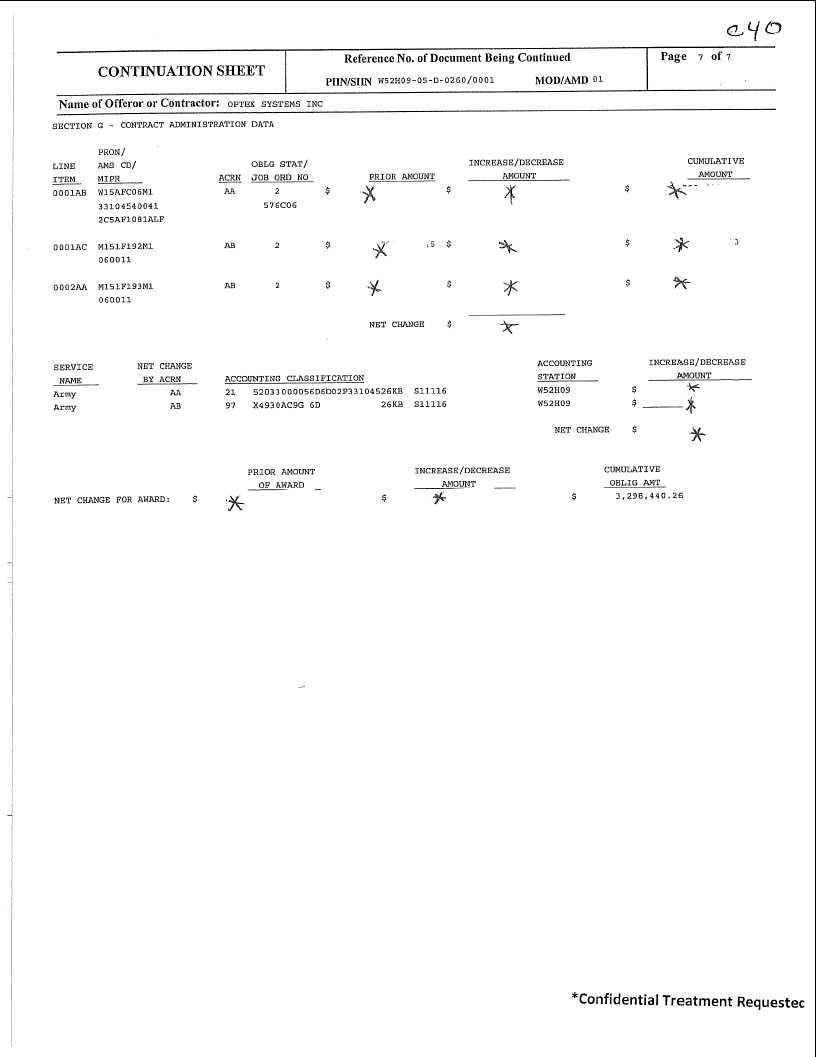 C40
CONTINUATION SHEET
Reference No. of Document Being Continued
Page 7 of 7
PIIN/SIIN W52H09-05-D-0260/0001 MOD/AMD 01
Name of Offeror or Contractor: OPTEX SYSTEMS INC
SECTION G - CONTRACT ADMINISTRATION DATA
PRON/
LINE AMS CD/ OBLG STAT/ INCREASE/DECREASE CUMULATIVE
ITEM MIPR ACRN JOB ORD NO PRIOR AMOUNT AMOUNT AMOUNT
0001AB W15AFC06M1 AA 2 $ * $ * $ *
33104540041 576C06
2C5AF1081ALF
0001AC M151F192M1 AB 2 $ * $ * $ *
060011
0002AA M151F193M1 AB 2 $ * $ * $ *
060011
NET CHANGE $ *
SERVICE NET CHANGE ACCOUNTING INCREASE/DECREASE
NAME BY ACRN ACCOUNTING CLASSIFICATION STATION AMOUNT
Army AA 21 52033000056D6D02P33104526KB S11116 W52H09 $ *
Army AB 97 X4930AC9G 6D 26KB S11116 W52H09 $ *
NET CHANGE $ *
PRIOR AMOUNT INCREASE/DECREASE CUMULATIVE
OF AWARD AMOUNT OBLIG AMT
NET CHANGE FOR AWARD: $ * $ * $ 3,296,440.26
*Confidential Treatment Requestec